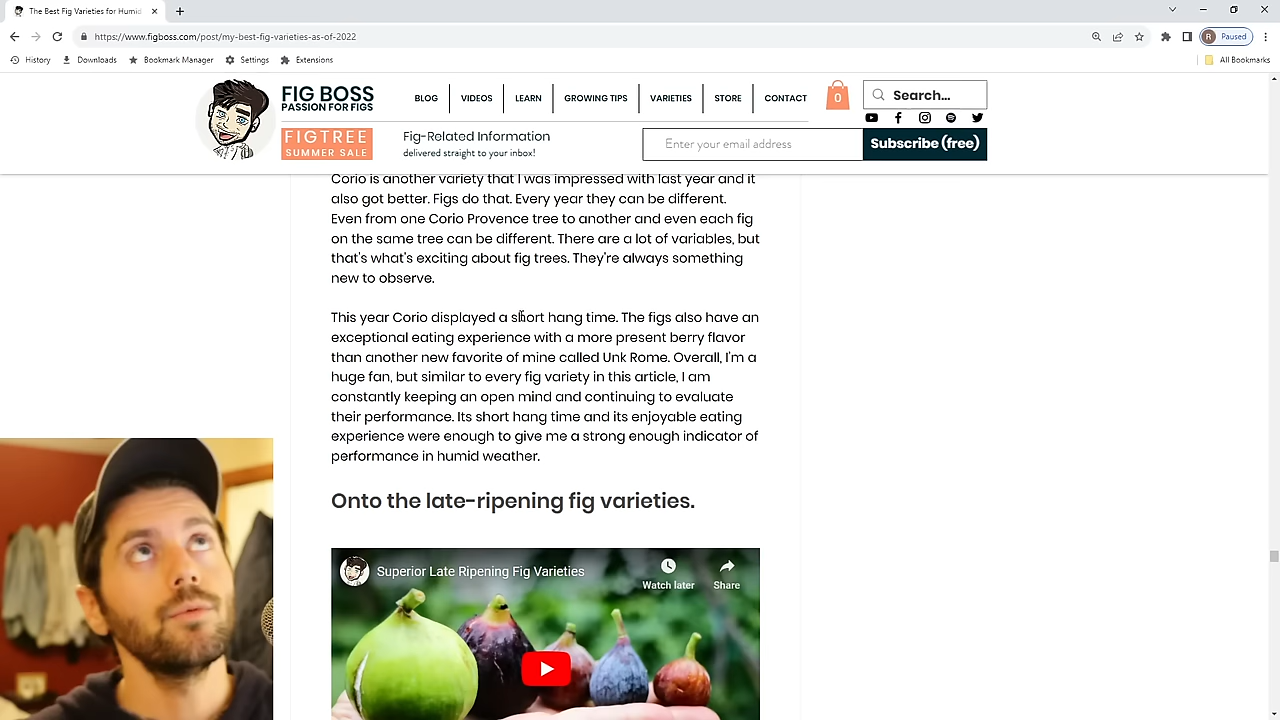 The Best Fig Varieties for Humid
https://www.figboss.com/post/my-best-fig-varieties-as-of-2022
R Paused
History Downloads Bookmark Manager Settings Extensions All Bookmarks
FIG BOSS
PASSION FOR FIGS
BLOG VIDEOS LEARN GROWING TIPS VARIETIES STORE CONTACT
0
Search...
FIGTREE
SUMMER SALE
Fig-Related Information
delivered straight to your inbox!
Enter your email address
Subscribe (free)
Corio is another variety that I was impressed with last year and it
also got better. Figs do that. Every year they can be different.
Even from one Corio Provence tree to another and even each fig
on the same tree can be different. There are a lot of variables, but
that's what's exciting about fig trees. They're always something
new to observe.
This year Corio displayed a short hang time. The figs also have an
exceptional eating experience with a more present berry flavor
than another new favorite of mine called Unk Rome. Overall, I'm a
huge fan, but similar to every fig variety in this article, I am
constantly keeping an open mind and continuing to evaluate
their performance. Its short hang time and its enjoyable eating
experience were enough to give me a strong enough indicator of
performance in humid weather.
Onto the late-ripening fig varieties.
Superior Late Ripening Fig Varieties
Watch later
Share